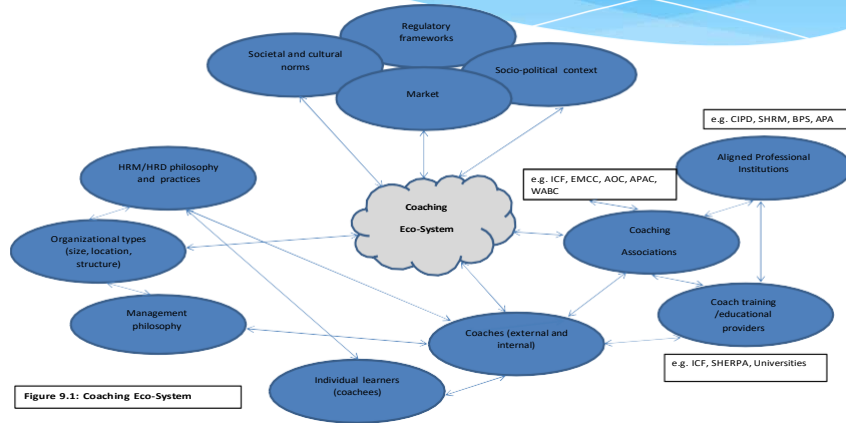 Regulatory
frameworks
Societal and cultural
norms
Socio-political context
Market
e.g. CIPD, SHRM, BPS, APA
HRM/HRD philosophy
and practices
Aligned Professional
Institutions
e.g. ICF, EMCC, AOC, APAC,
WABC
Coaching
Eco-System
Organizational types
(size, location,
structure)
Coaching
Associations
Management
philosophy
Coach training
/educational
providers
Coaches (external and
internal)
e.g. ICF, SHERPA, Universities
Individual learners
(coachees)
Figure 9.1: Coaching Eco-System